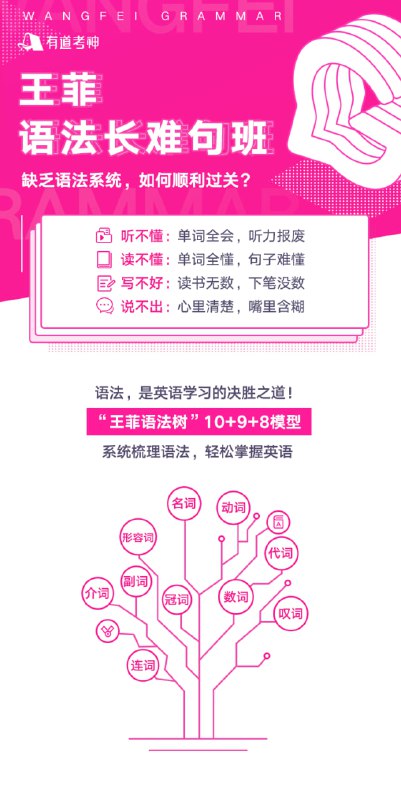 WANGFEI GRAMMAR
有道考神
王菲
语法长难句班
缺乏语法系统，如何顺利过关？
听不懂：单词全会，听力报废
读不懂：单词全懂，句子难懂
写不好：读书无数，下笔没数
说不出：心里清楚，嘴里含糊
语法，是英语学习的决胜之道！
“王菲语法树”10+9+8模型
系统梳理语法，轻松掌握英语
名词
动词
形容词
代词
副词
介词
冠词
数词
叹词
连词